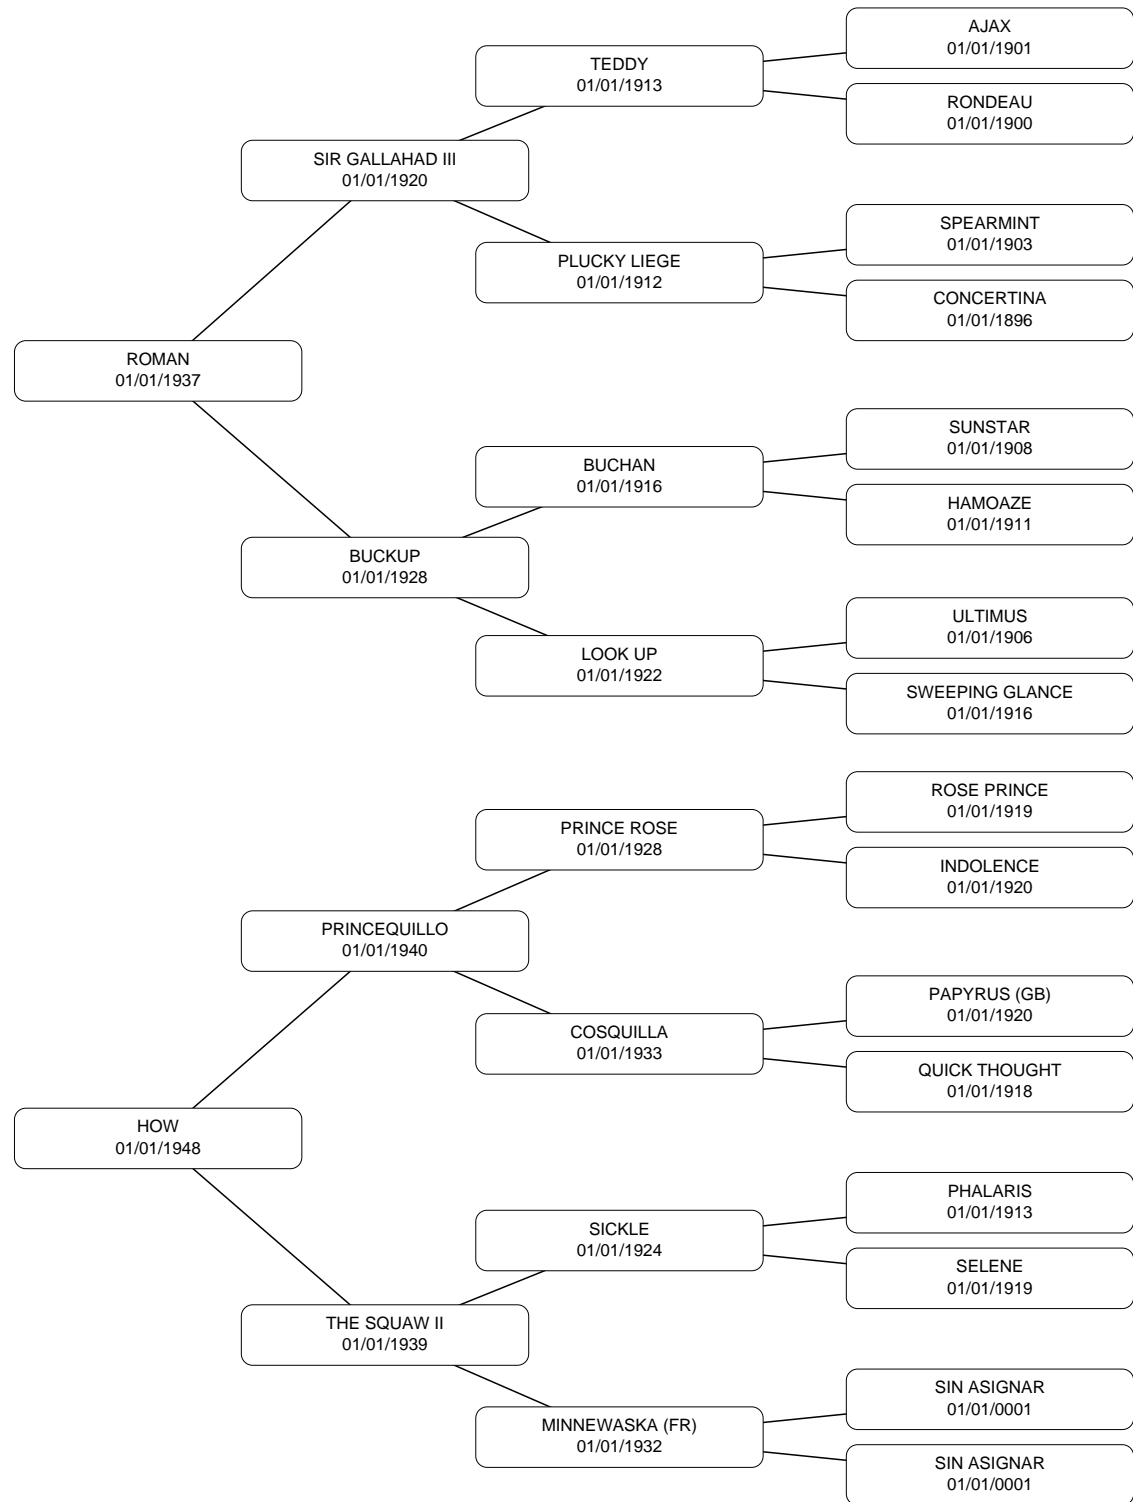 AJAX
01/01/1901
TEDDY
01/01/1913
RONDEAU
01/01/1900
SIR GALLAHAD III
01/01/1920
SPEARMINT
01/01/1903
PLUCKY LIEGE
01/01/1912
CONCERTINA
01/01/1896
ROMAN
01/01/1937
SUNSTAR
01/01/1908
BUCHAN
01/01/1916
HAMOAZE
01/01/1911
BUCKUP
01/01/1928
ULTIMUS
01/01/1906
LOOK UP
01/01/1922
SWEEPING GLANCE
01/01/1916
ROSE PRINCE
01/01/1919
PRINCE ROSE
01/01/1928
INDOLENCE
01/01/1920
PRINCEQUILLO
01/01/1940
PAPYRUS (GB)
01/01/1920
COSQUILLA
01/01/1933
QUICK THOUGHT
01/01/1918
HOW
01/01/1948
PHALARIS
01/01/1913
SICKLE
01/01/1924
SELENE
01/01/1919
THE SQUAW II
01/01/1939
SIN ASIGNAR
01/01/0001
MINNEWASKA (FR)
01/01/1932
SIN ASIGNAR
01/01/0001